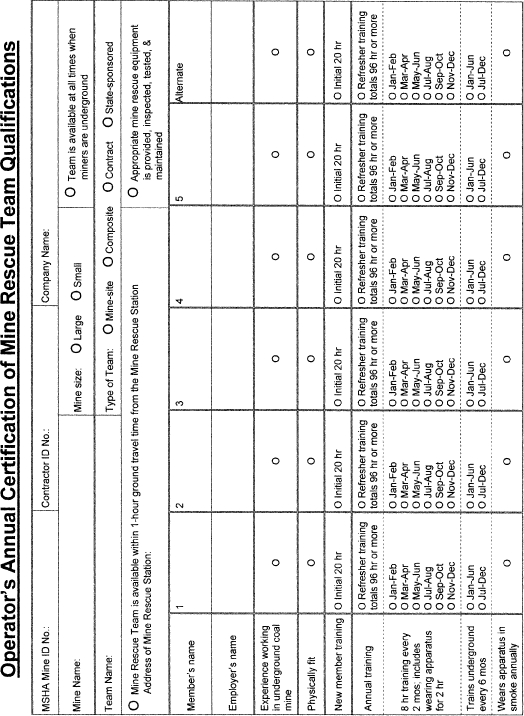 Operator's Annual Certification of Mine Rescue Team Qualifications
MSHA Mine ID No.: Contractor ID No.: Company Name:
Mine Name: Mine size: O Large O Small O Team is available at all times when
miners are underground
Team Name: Type of Team: O Mine-site O Composite O Contract O State-sponsored
O Mine Rescue Team is available within 1-hour ground travel time from the Mine Rescue Station
Address of Mine Rescue Station:
O Appropriate mine rescue equipment
is provided, inspected, tested, &
maintained
Member's name 1 2 3 4 5 Alternate
Employer's name
Experience working
in underground coal
mine
O O O O O O
Physically fit O O O O O O
New member training O Initial 20 hr O Initial 20 hr O Initial 20 hr O Initial 20 hr O Initial 20 hr O Initial 20 hr
Annual training
O Refresher training O Refresher training O Refresher training O Refresher training O Refresher training O Refresher training
totals 96 hr or more totals 96 hr or more totals 96 hr or more totals 96 hr or more totals 96 hr or more totals 96 hr or more
8 hr training every
2 mos. includes
wearing apparatus
for 2 hr
O Jan-Feb O Jan-Feb O Jan-Feb O Jan-Feb O Jan-Feb O Jan-Feb
O Mar-Apr O Mar-Apr O Mar-Apr O Mar-Apr O Mar-Apr O Mar-Apr
O May-Jun O May-Jun O May-Jun O May-Jun O May-Jun O May-Jun
O Jul-Aug O Jul-Aug O Jul-Aug O Jul-Aug O Jul-Aug O Jul-Aug
O Sep-Oct O Sep-Oct O Sep-Oct O Sep-Oct O Sep-Oct O Sep-Oct
O Nov-Dec O Nov-Dec O Nov-Dec O Nov-Dec O Nov-Dec O Nov-Dec
Trains underground
every 6 mos
O Jan-Jun O Jan-Jun O Jan-Jun O Jan-Jun O Jan-Jun O Jan-Jun
O Jul-Dec O Jul-Dec O Jul-Dec O Jul-Dec O Jul-Dec O Jul-Dec
Wears apparatus in
smoke annually
O O O O O O